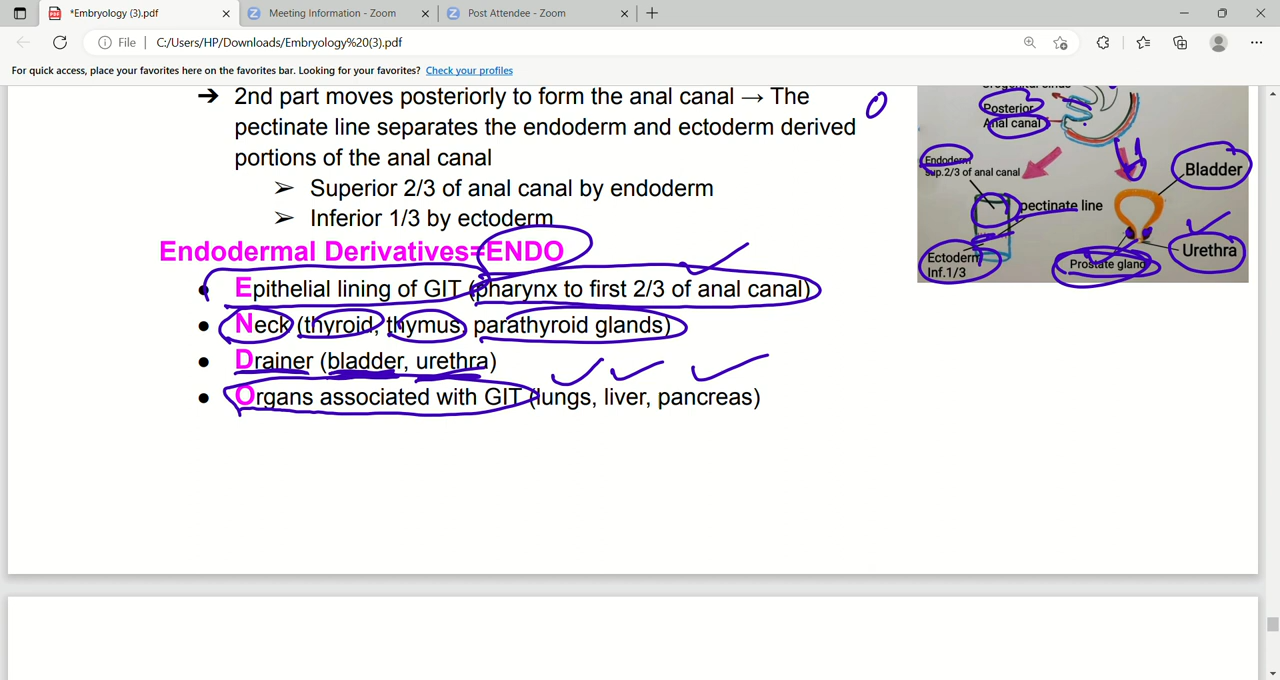 *Embryology (3).pdf
Meeting Information - Zoom
Post Attendee - Zoom
File
C:/Users/HP/Downloads/Embryology%20(3).pdf
For quick access, place your favorites here on the favorites bar. Looking for your favorites? Check your profiles
→ 2nd part moves posteriorly to form the anal canal → The
pectinate line separates the endoderm and ectoderm derived
portions of the anal canal
➢ Superior 2/3 of anal canal by endoderm
➢ Inferior 1/3 by ectoderm
Endodermal Derivatives=ENDO
● Epithelial lining of GIT (pharynx to first 2/3 of anal canal)
● Neck (thyroid, thymus, parathyroid glands)
● Drainer (bladder, urethra)
● Organs associated with GIT (lungs, liver, pancreas)
Posterior
Anal canal
Endoderm
sup.2/3 of anal canal
Bladder
pectinate line
Urethra
Ectoderm
Inf.1/3
Prostate gland